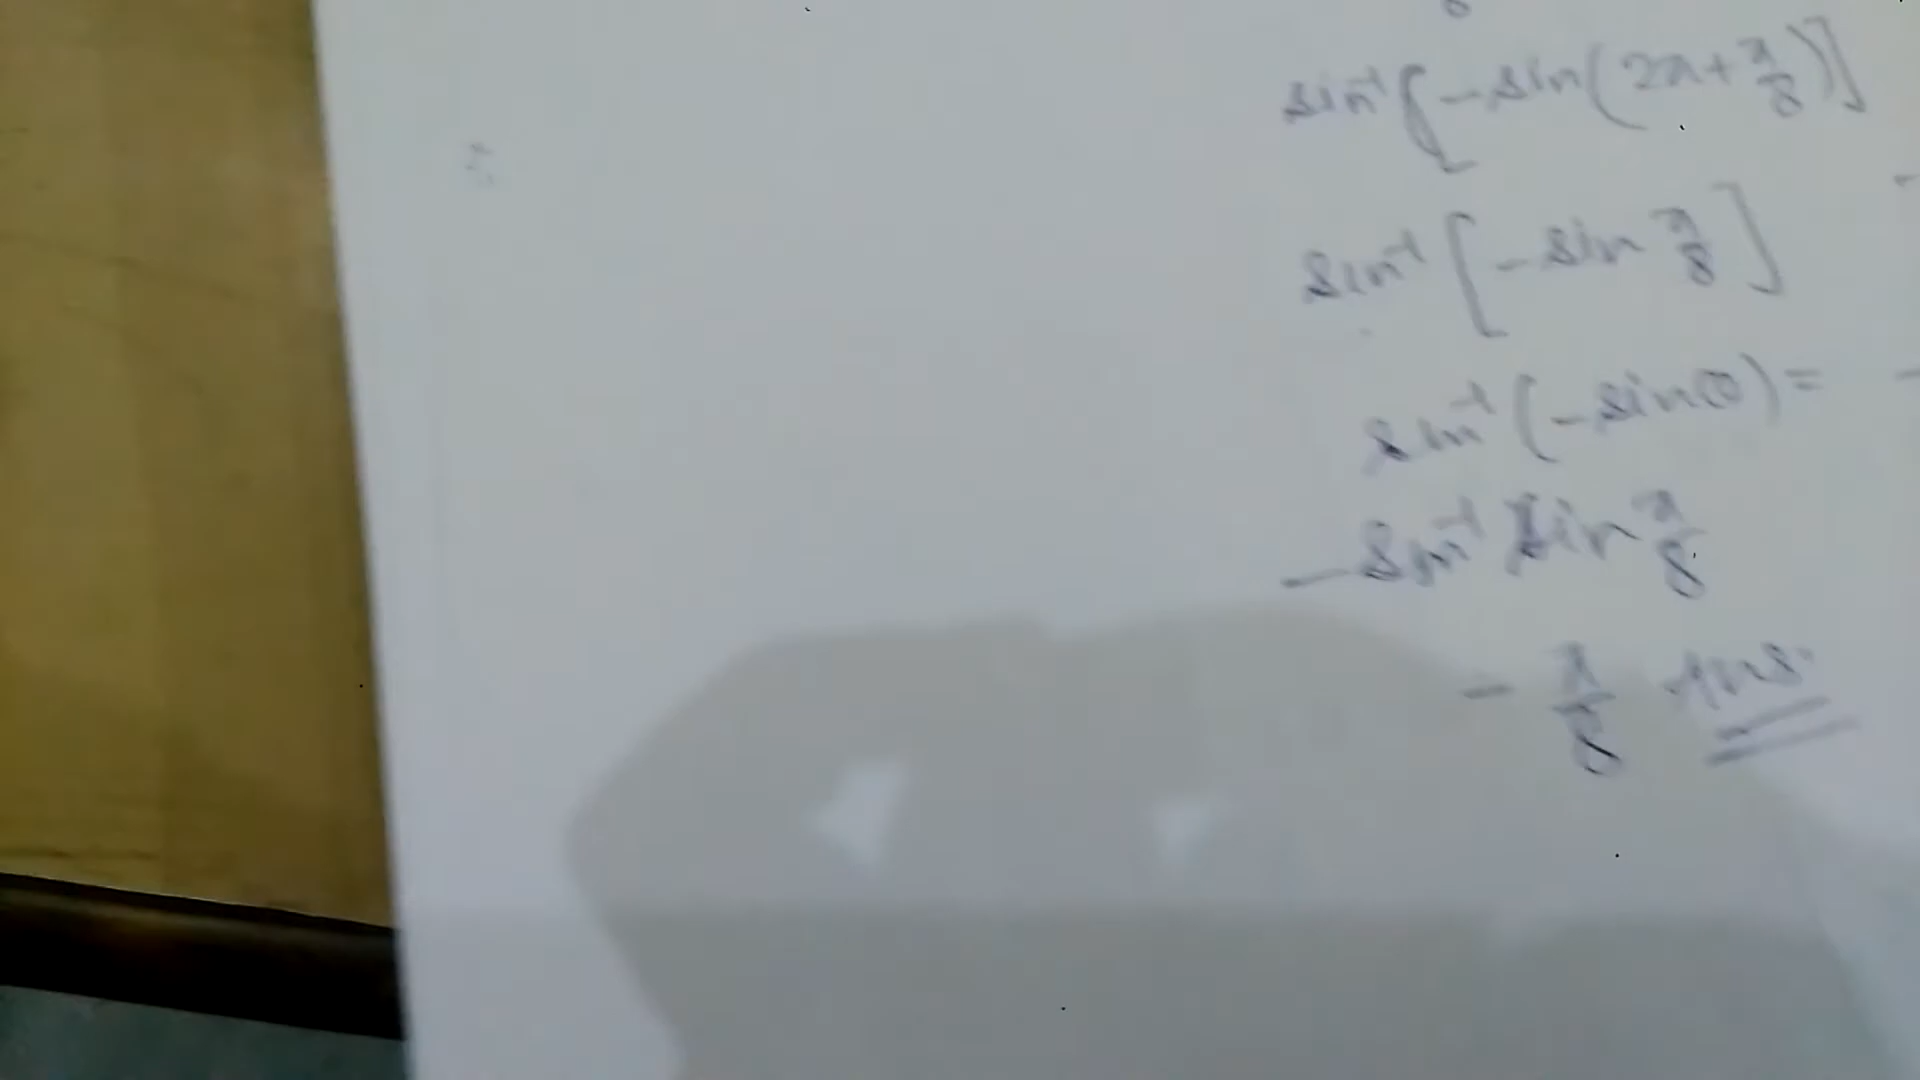 sin⁻¹[-sin(2π+π/8)]
sin⁻¹[-sin π/8]
sin⁻¹(-sinθ)= -
-sin⁻¹ sin π/8
- π/8 Ans.